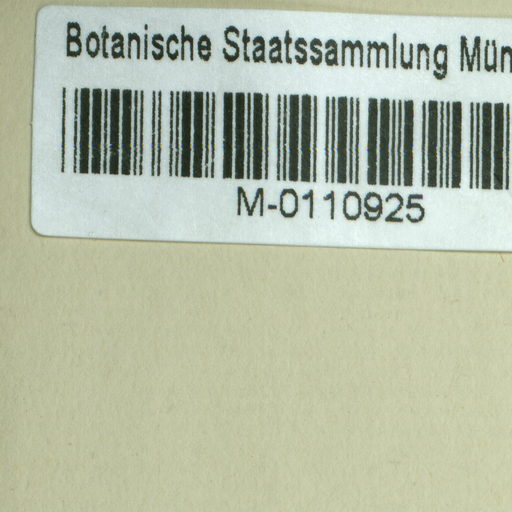 Botanische Staatssammlung Mün
M-0110925